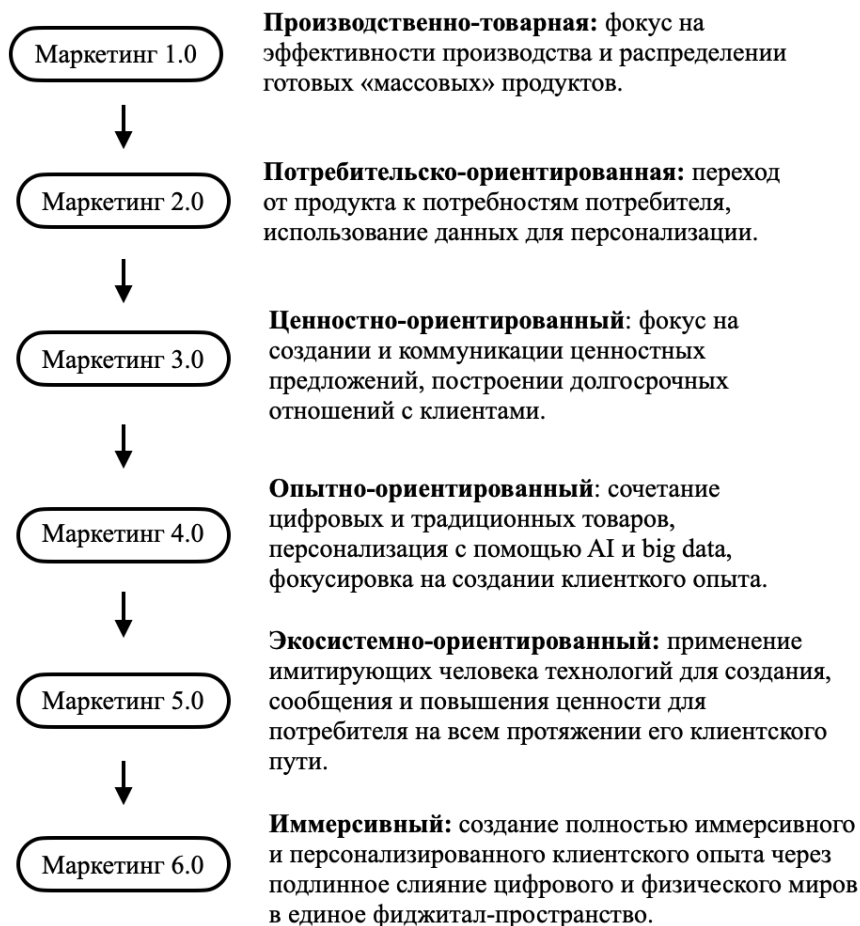 Маркетинг 1.0
Производственно-товарная: фокус на
эффективности производства и распределении
готовых «массовых» продуктов.
Маркетинг 2.0
Потребительско-ориентированная: переход
от продукта к потребностям потребителя,
использование данных для персонализации.
Маркетинг 3.0
Ценностно-ориентированный: фокус на
создании и коммуникации ценностных
предложений, построении долгосрочных
отношений с клиентами.
Маркетинг 4.0
Опытно-ориентированный: сочетание
цифровых и традиционных товаров,
персонализация с помощью AI и big data,
фокусировка на создании клиенткого опыта.
Маркетинг 5.0
Экосистемно-ориентированный: применение
имитирующих человека технологий для создания,
сообщения и повышения ценности для
потребителя на всем протяжении его клиентского
пути.
Маркетинг 6.0
Иммерсивный: создание полностью иммерсивного
и персонализированного клиентского опыта через
подлинное слияние цифрового и физического миров
в единое фиджитал-пространство.